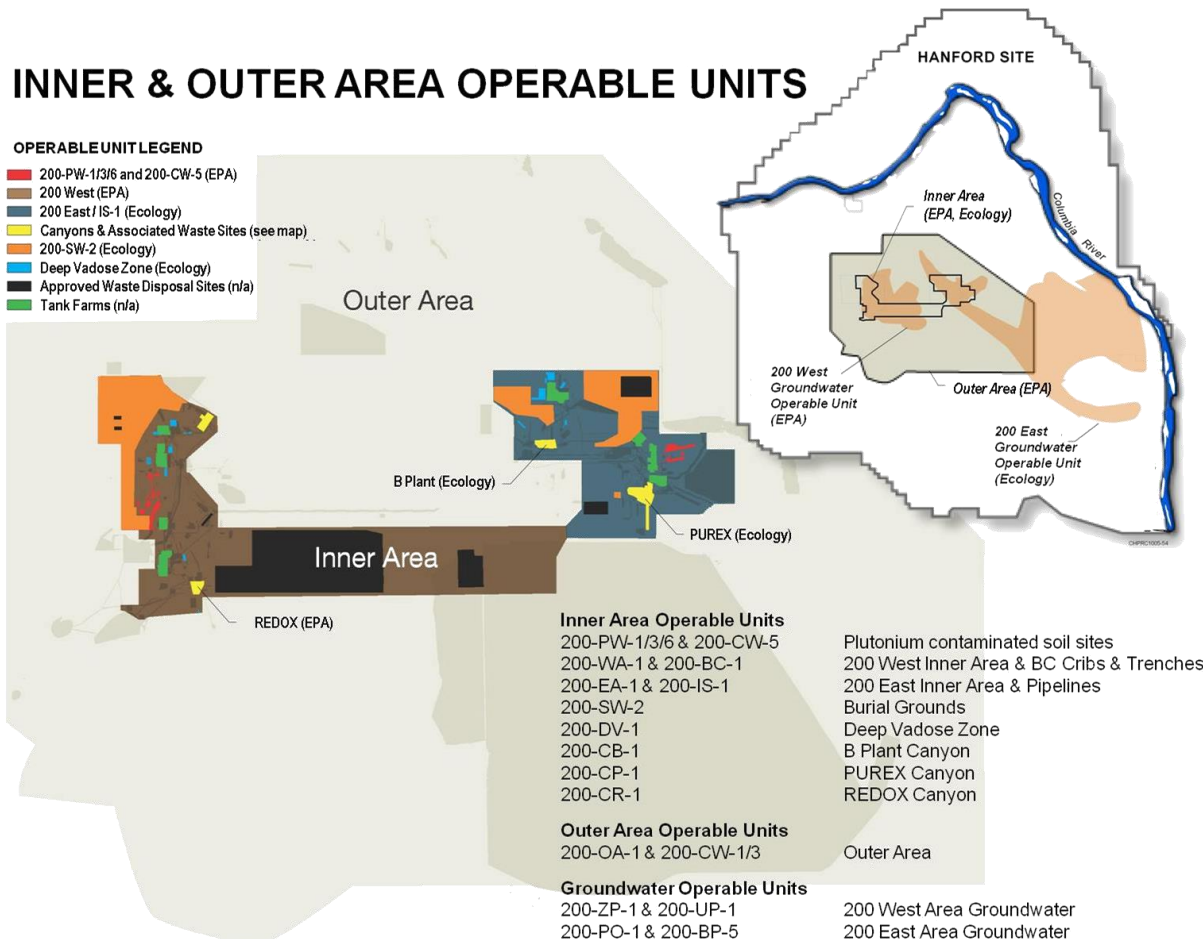 INNER & OUTER AREA OPERABLE UNITS
HANFORD SITE
OPERABLE UNIT LEGEND
200-PW-1/3/6 and 200-CW-5 (EPA)
200 West (EPA)
200 East / IS-1 (Ecology)
Canyons & Associated Waste Sites (see map)
200-SW-2 (Ecology)
Deep Vadose Zone (Ecology)
Approved Waste Disposal Sites (n/a)
Tank Farms (n/a)
Inner Area
(EPA, Ecology)
Columbia River
200 West
Groundwater
Operable Unit
(EPA)
Outer Area (EPA)
200 East
Groundwater
Operable Unit
(Ecology)
CHPRC1005-54
Outer Area
B Plant (Ecology)
PUREX (Ecology)
Inner Area
REDOX (EPA)
Inner Area Operable Units
200-PW-1/3/6 & 200-CW-5 Plutonium contaminated soil sites
200-WA-1 & 200-BC-1 200 West Inner Area & BC Cribs & Trenches
200-EA-1 & 200-IS-1 200 East Inner Area & Pipelines
200-SW-2 Burial Grounds
200-DV-1 Deep Vadose Zone
200-CB-1 B Plant Canyon
200-CP-1 PUREX Canyon
200-CR-1 REDOX Canyon
Outer Area Operable Units
200-OA-1 & 200-CW-1/3 Outer Area
Groundwater Operable Units
200-ZP-1 & 200-UP-1 200 West Area Groundwater
200-PO-1 & 200-BP-5 200 East Area Groundwater